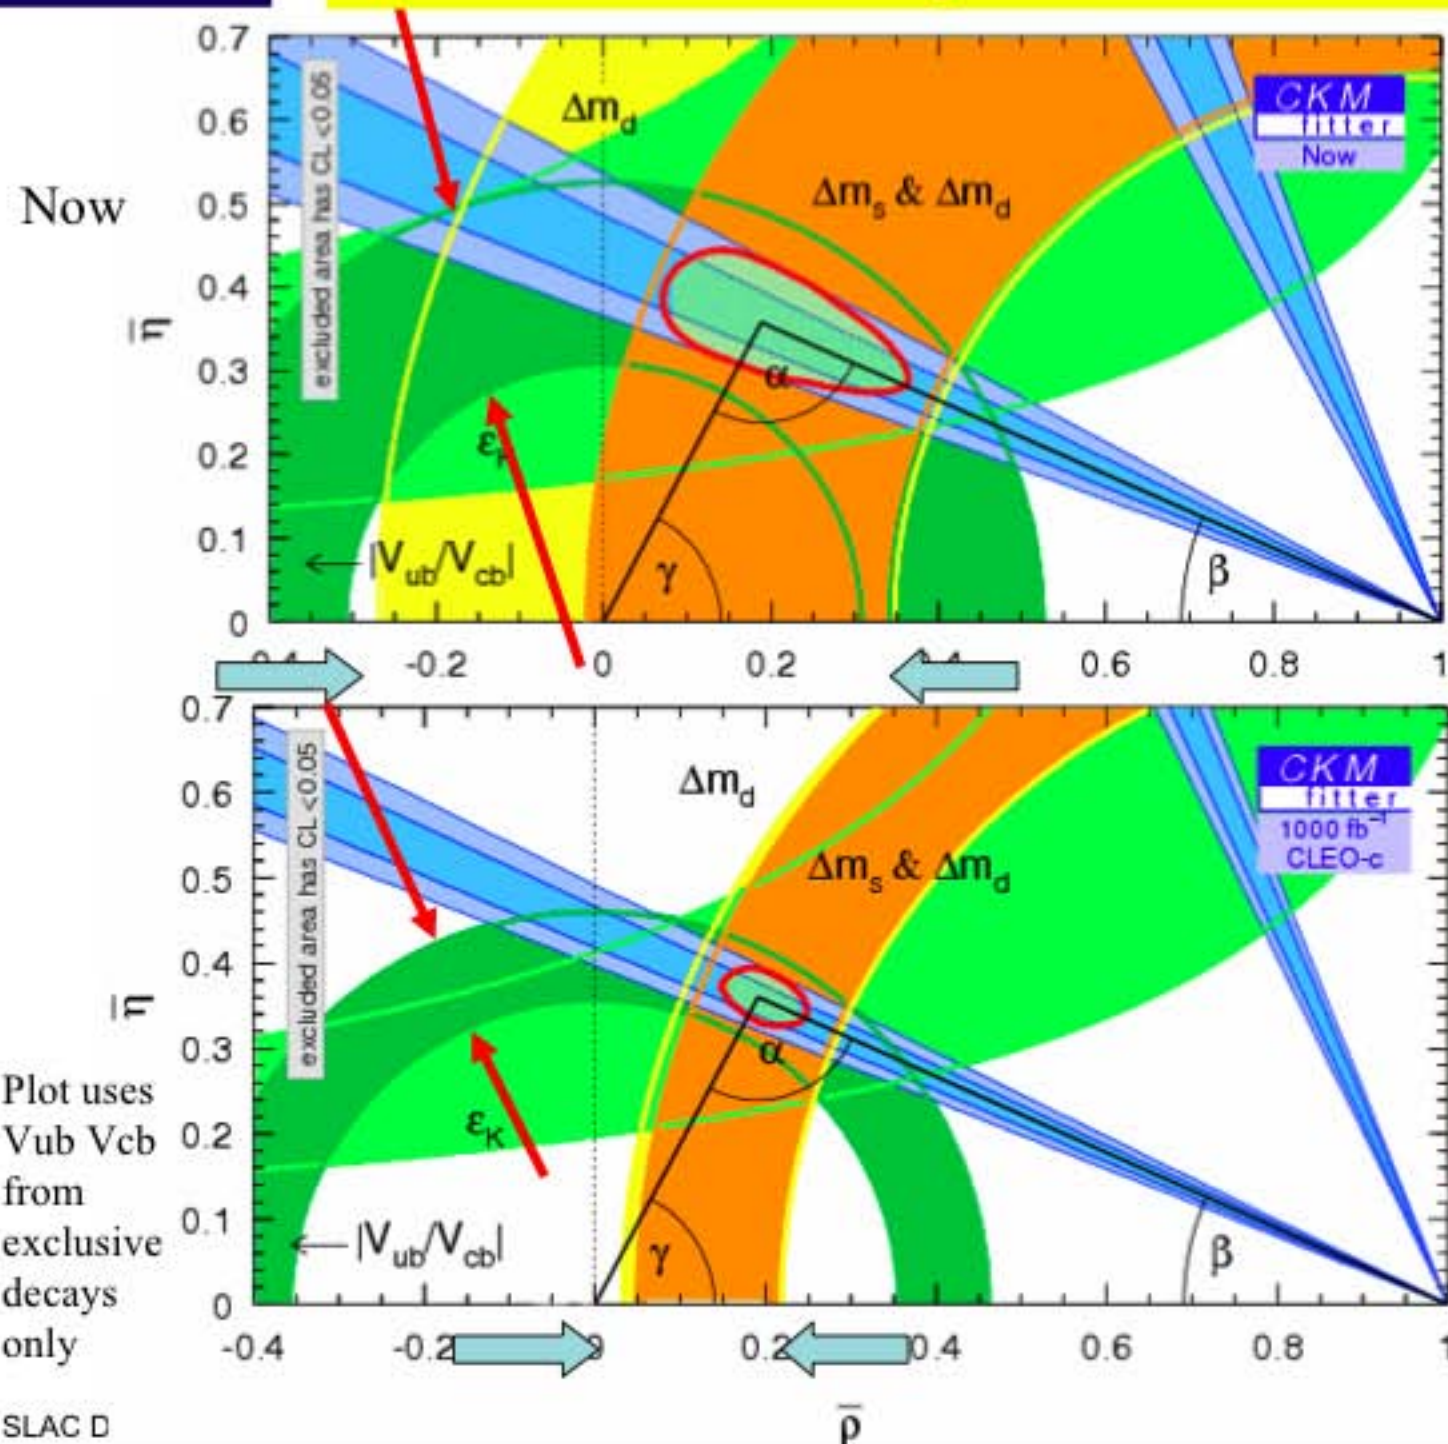 0.7
0.6
0.5
0.4
0.3
0.2
0.1
0
η̅
Now
excluded area has CL <0.05
Δm_d
Δm_s & Δm_d
CKM
fitter
Now
ε
α
|V_ub/V_cb|
γ
β
-0.2
0
0.2
0.6
0.8
1
0.7
0.6
0.5
0.4
0.3
0.2
0.1
0
η̅
excluded area has CL <0.05
Δm_d
Δm_s & Δm_d
CKM
fitter
1000 fb⁻¹
CLEO-c
α
ε_K
|V_ub/V_cb|
γ
β
Plot uses
Vub Vcb
from
exclusive
decays
only
-0.4
-0.2
0
0.2
0.4
0.6
0.8
ρ̅
SLAC D